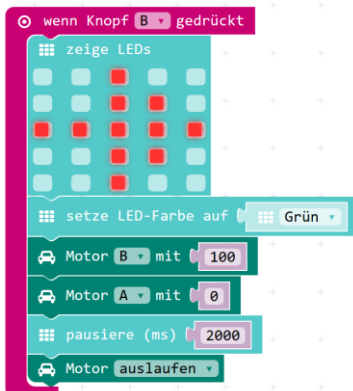 wenn Knopf B gedrückt
zeige LEDs
setze LED-Farbe auf Grün
Motor B mit 100
Motor A mit 0
pausiere (ms) 2000
Motor auslaufen